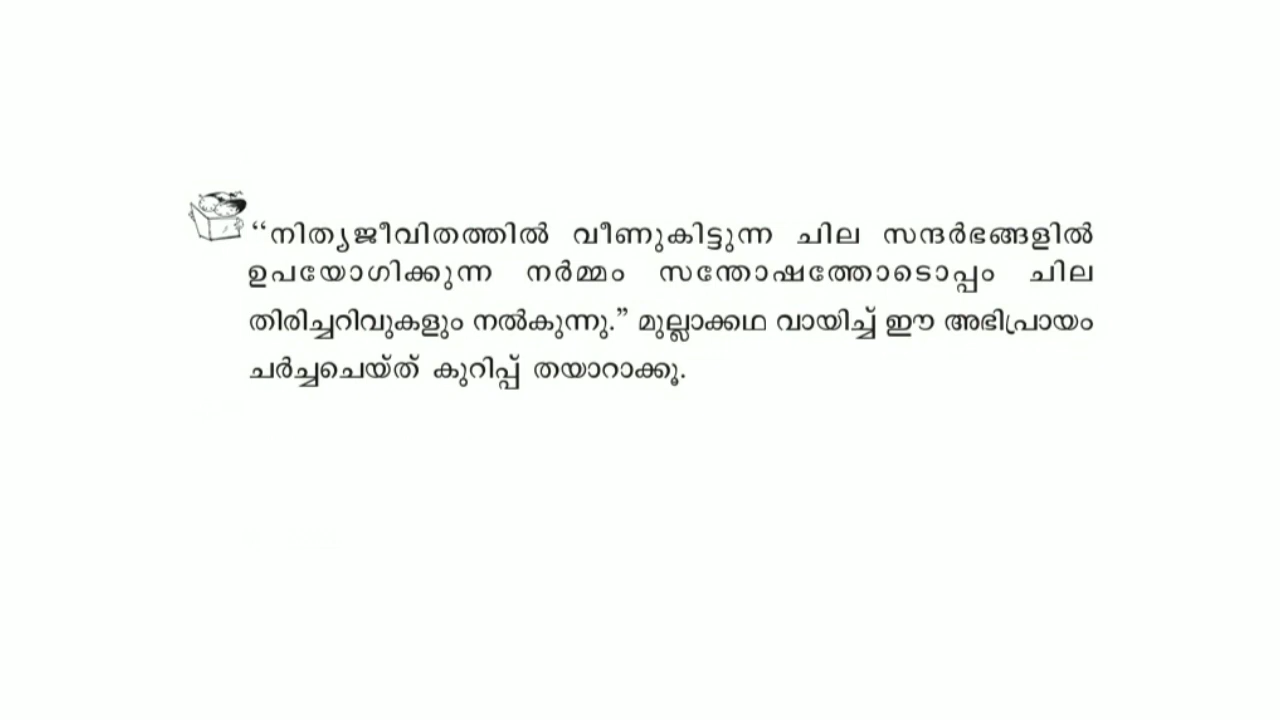 “നിത്യജീവിതത്തിൽ വീണുകിട്ടുന്ന ചില സന്ദർഭങ്ങളിൽ
ഉപയോഗിക്കുന്ന നർമ്മം സന്തോഷത്തോടൊപ്പം ചില
തിരിച്ചറിവുകളും നൽകുന്നു.” മുല്ലാക്കഥ വായിച്ച് ഈ അഭിപ്രായം
ചർച്ചചെയ്ത് കുറിപ്പ് തയാറാക്കൂ.